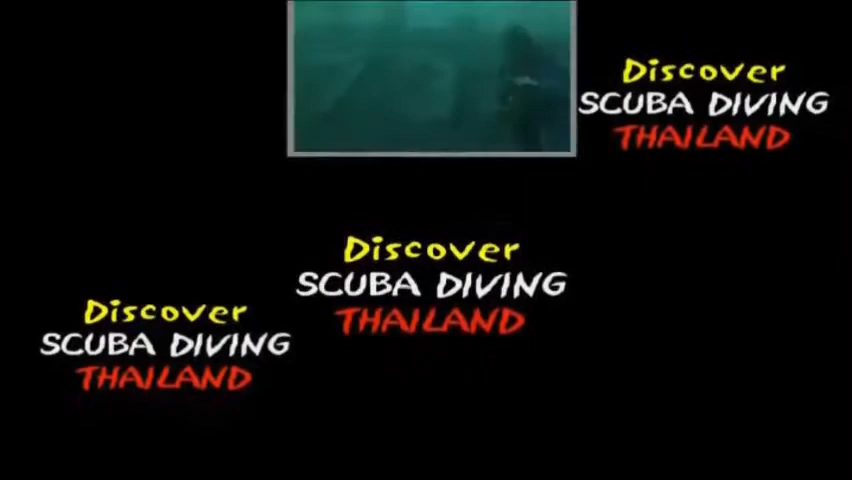 Discover
SCUBA DIVING
THAILAND
Discover
SCUBA DIVING
THAILAND
Discover
SCUBA DIVING
THAILAND